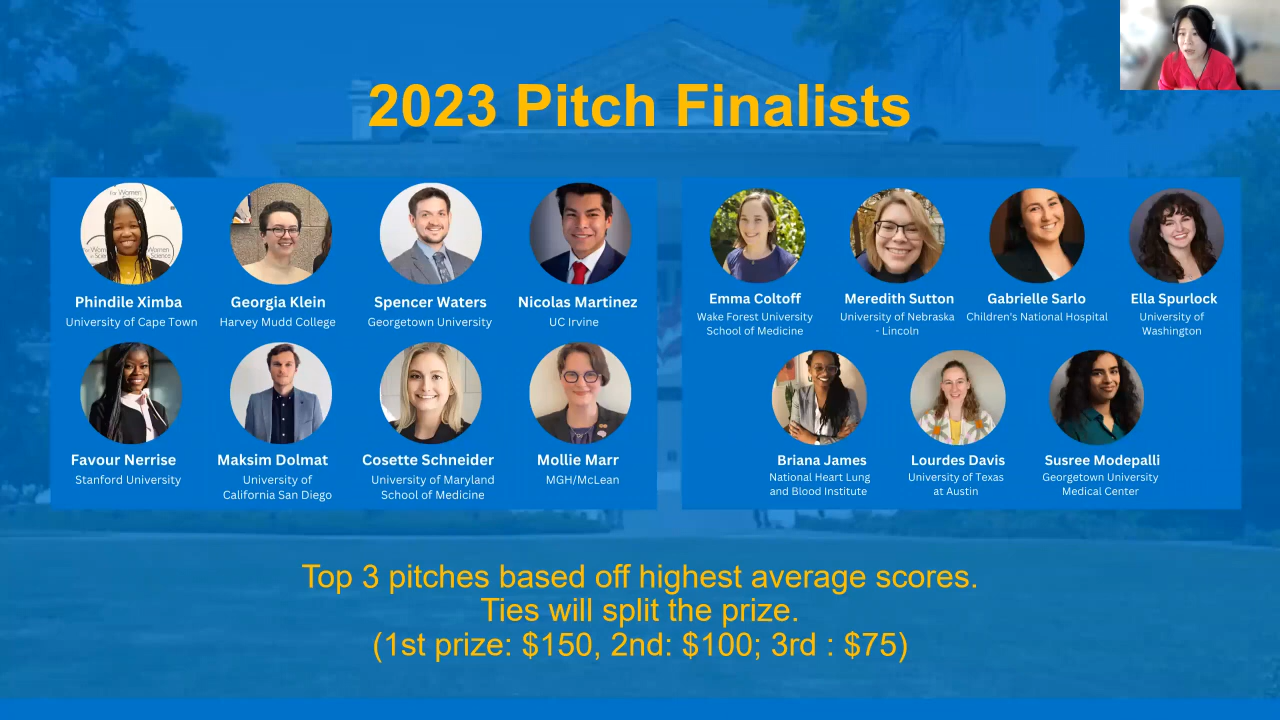 2023 Pitch Finalists
Phindile Ximba
University of Cape Town
Georgia Klein
Harvey Mudd College
Spencer Waters
Georgetown University
Nicolas Martinez
UC Irvine
Favour Nerrise
Stanford University
Maksim Dolmat
University of
California San Diego
Cosette Schneider
University of Maryland
School of Medicine
Mollie Marr
MGH/McLean
Emma Coltoff
Wake Forest University
School of Medicine
Meredith Sutton
University of Nebraska
- Lincoln
Gabrielle Sarlo
Children's National Hospital
Ella Spurlock
University of
Washington
Briana James
National Heart Lung
and Blood Institute
Lourdes Davis
University of Texas
at Austin
Susree Modepalli
Georgetown University
Medical Center
Top 3 pitches based off highest average scores.
Ties will split the prize.
(1st prize: $150, 2nd: $100; 3rd : $75)